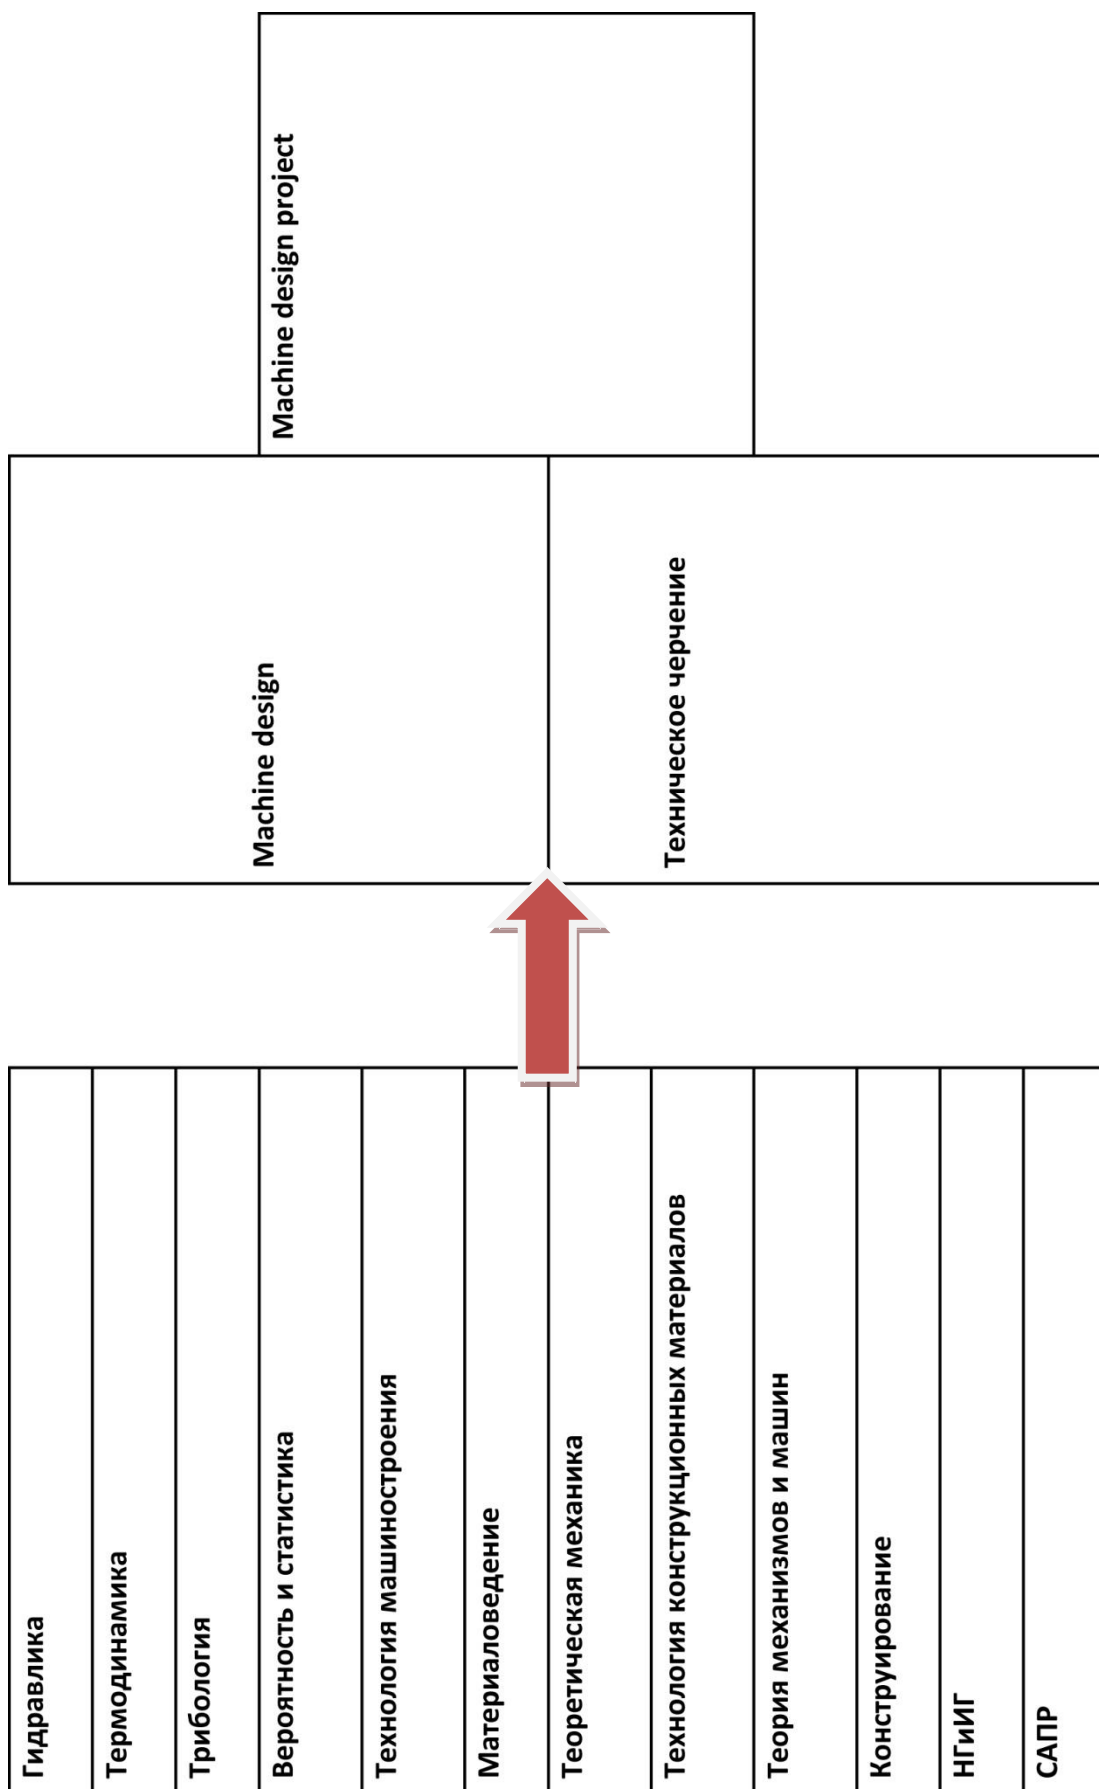 Гидравлика
Термодинамика
Трибология
Вероятность и статистика
Технология машиностроения
Материаловедение
Теоретическая механика
Технология конструкционных материалов
Теория механизмов и машин
Конструирование
НГиИГ
САПР
Machine design
Техническое черчение
Machine design project